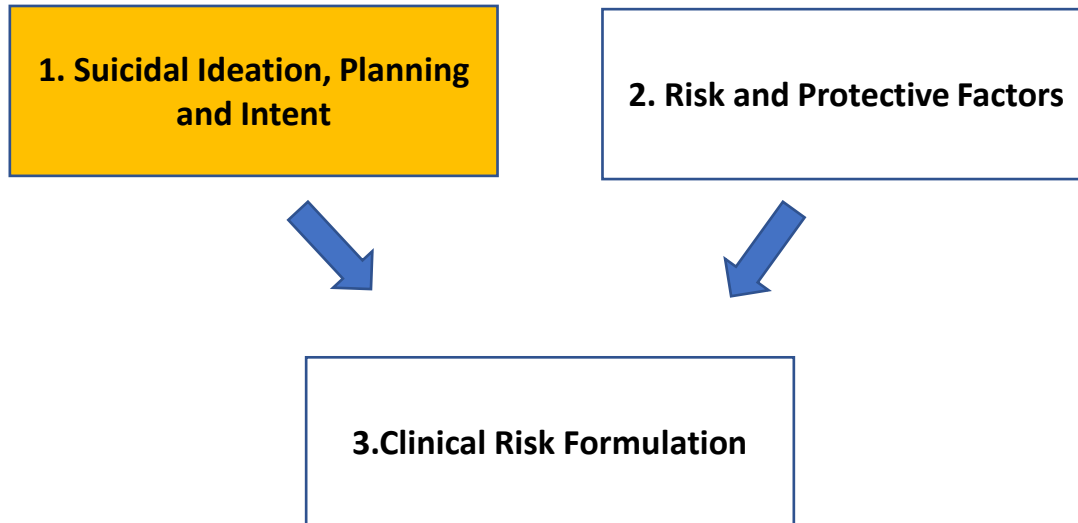 1. Suicidal Ideation, Planning
and Intent
2. Risk and Protective Factors
3.Clinical Risk Formulation